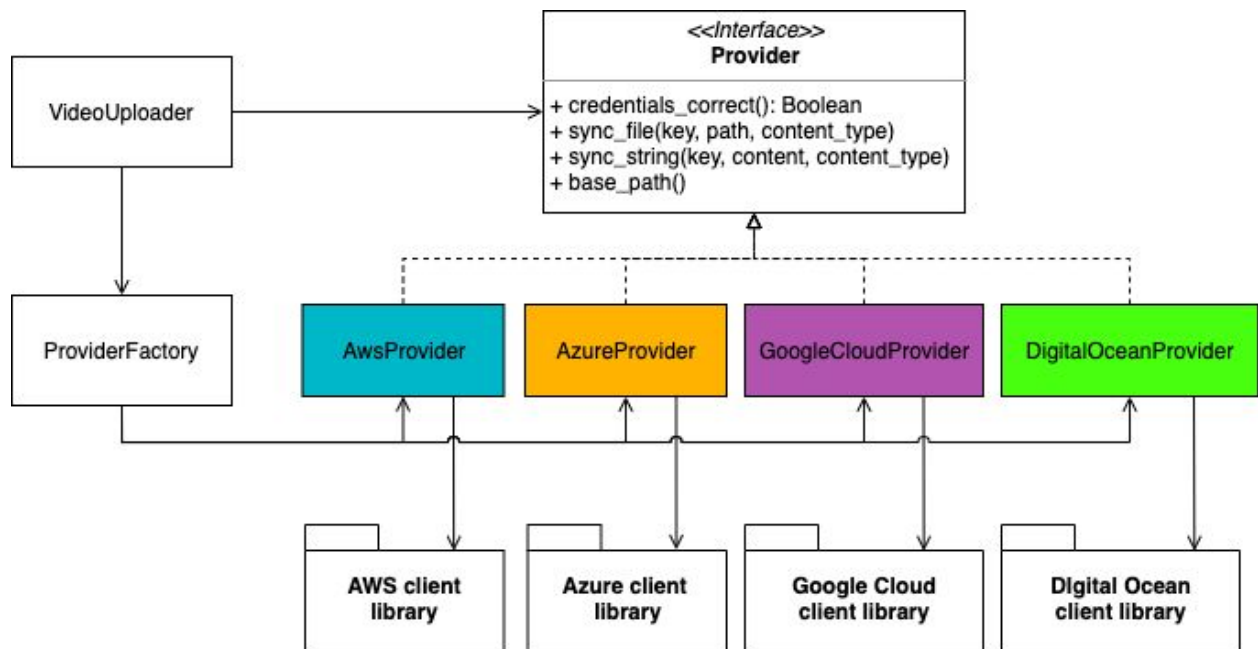 <<Interface>>
Provider
VideoUploader
+ credentials_correct(): Boolean
+ sync_file(key, path, content_type)
+ sync_string(key, content, content_type)
+ base_path()
ProviderFactory
AwsProvider
AzureProvider
GoogleCloudProvider
DigitalOceanProvider
AWS client
library
Azure client
library
Google Cloud
client library
DIgital Ocean
client library